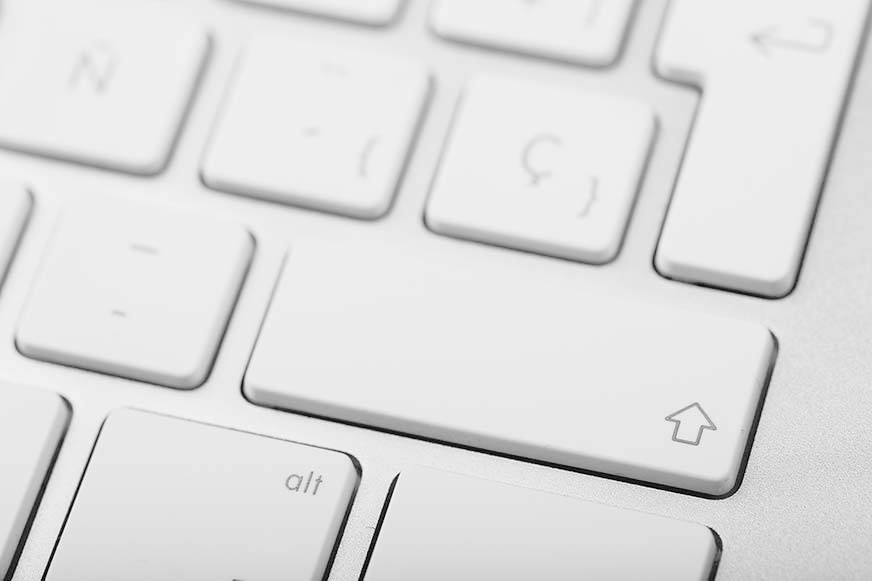 Ñ
{
Ç
}
_
-
alt